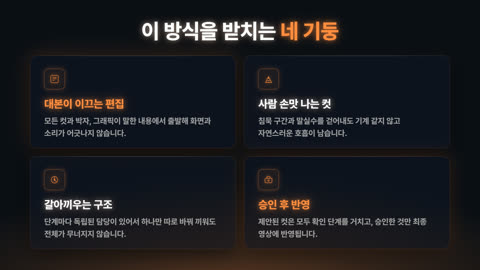 이 방식을 받치는 네 기둥
대본이 이끄는 편집
모든 컷과 박자, 그래픽이 말한 내용에서 출발해 화면과
소리가 어긋나지 않습니다.
사람 손맛 나는 컷
침묵 구간과 말실수를 걷어내도 기계 같지 않고
자연스러운 호흡이 남습니다.
갈아끼우는 구조
단계마다 독립된 담당이 있어서 하나만 따로 바꿔 끼워도
전체가 무너지지 않습니다.
승인 후 반영
제안된 컷은 모두 확인 단계를 거치고, 승인한 것만 최종
영상에 반영됩니다.